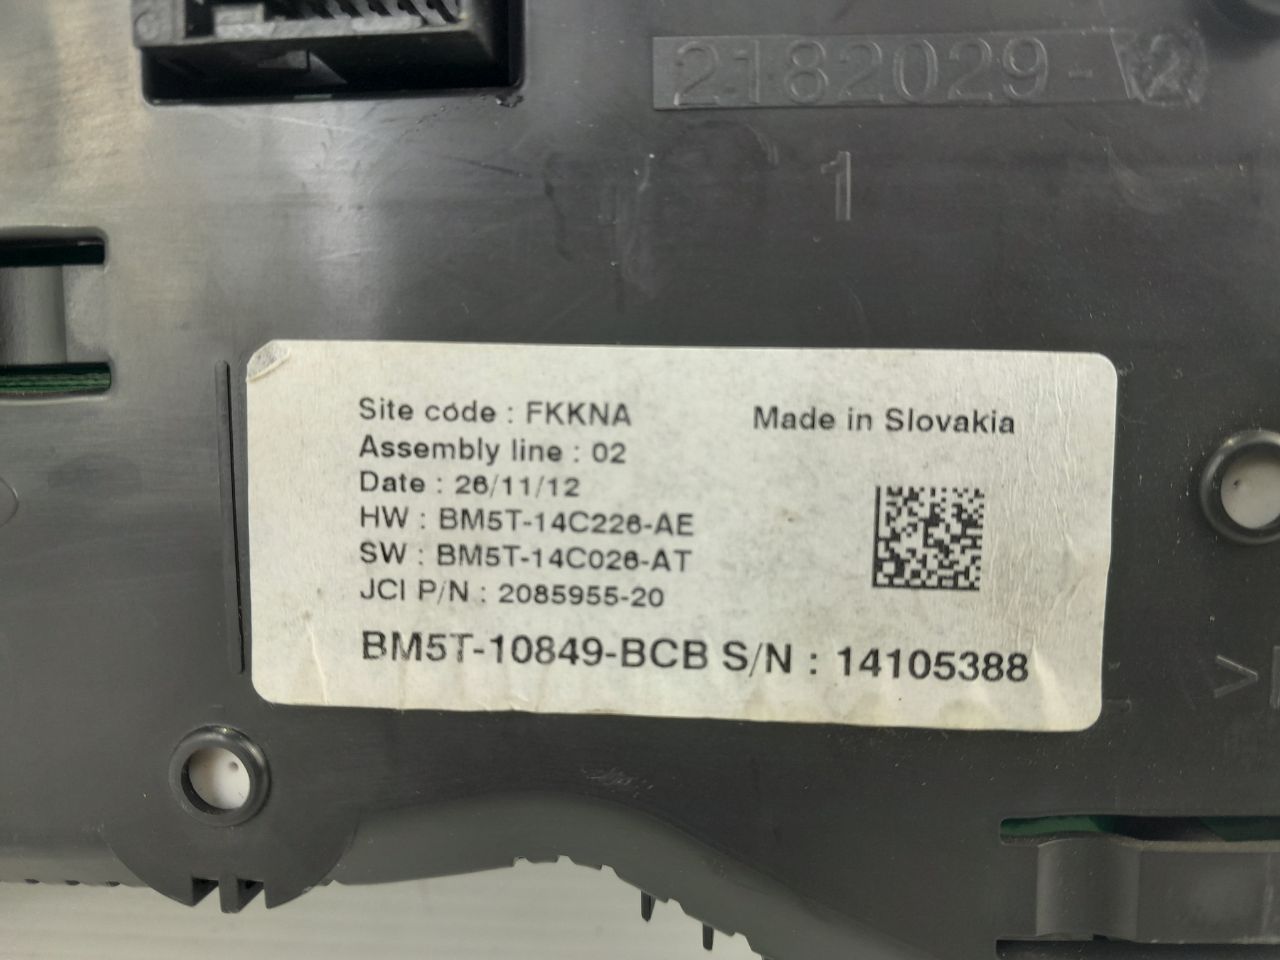 2182029-2
1
Site code : FKKNA
Made in Slovakia
Assembly line : 02
Date : 26/11/12
HW : BM5T-14C226-AE
SW : BM5T-14C026-AT
JCI P/N : 2085955-20
BM5T-10849-BCB S/N : 14105388
>